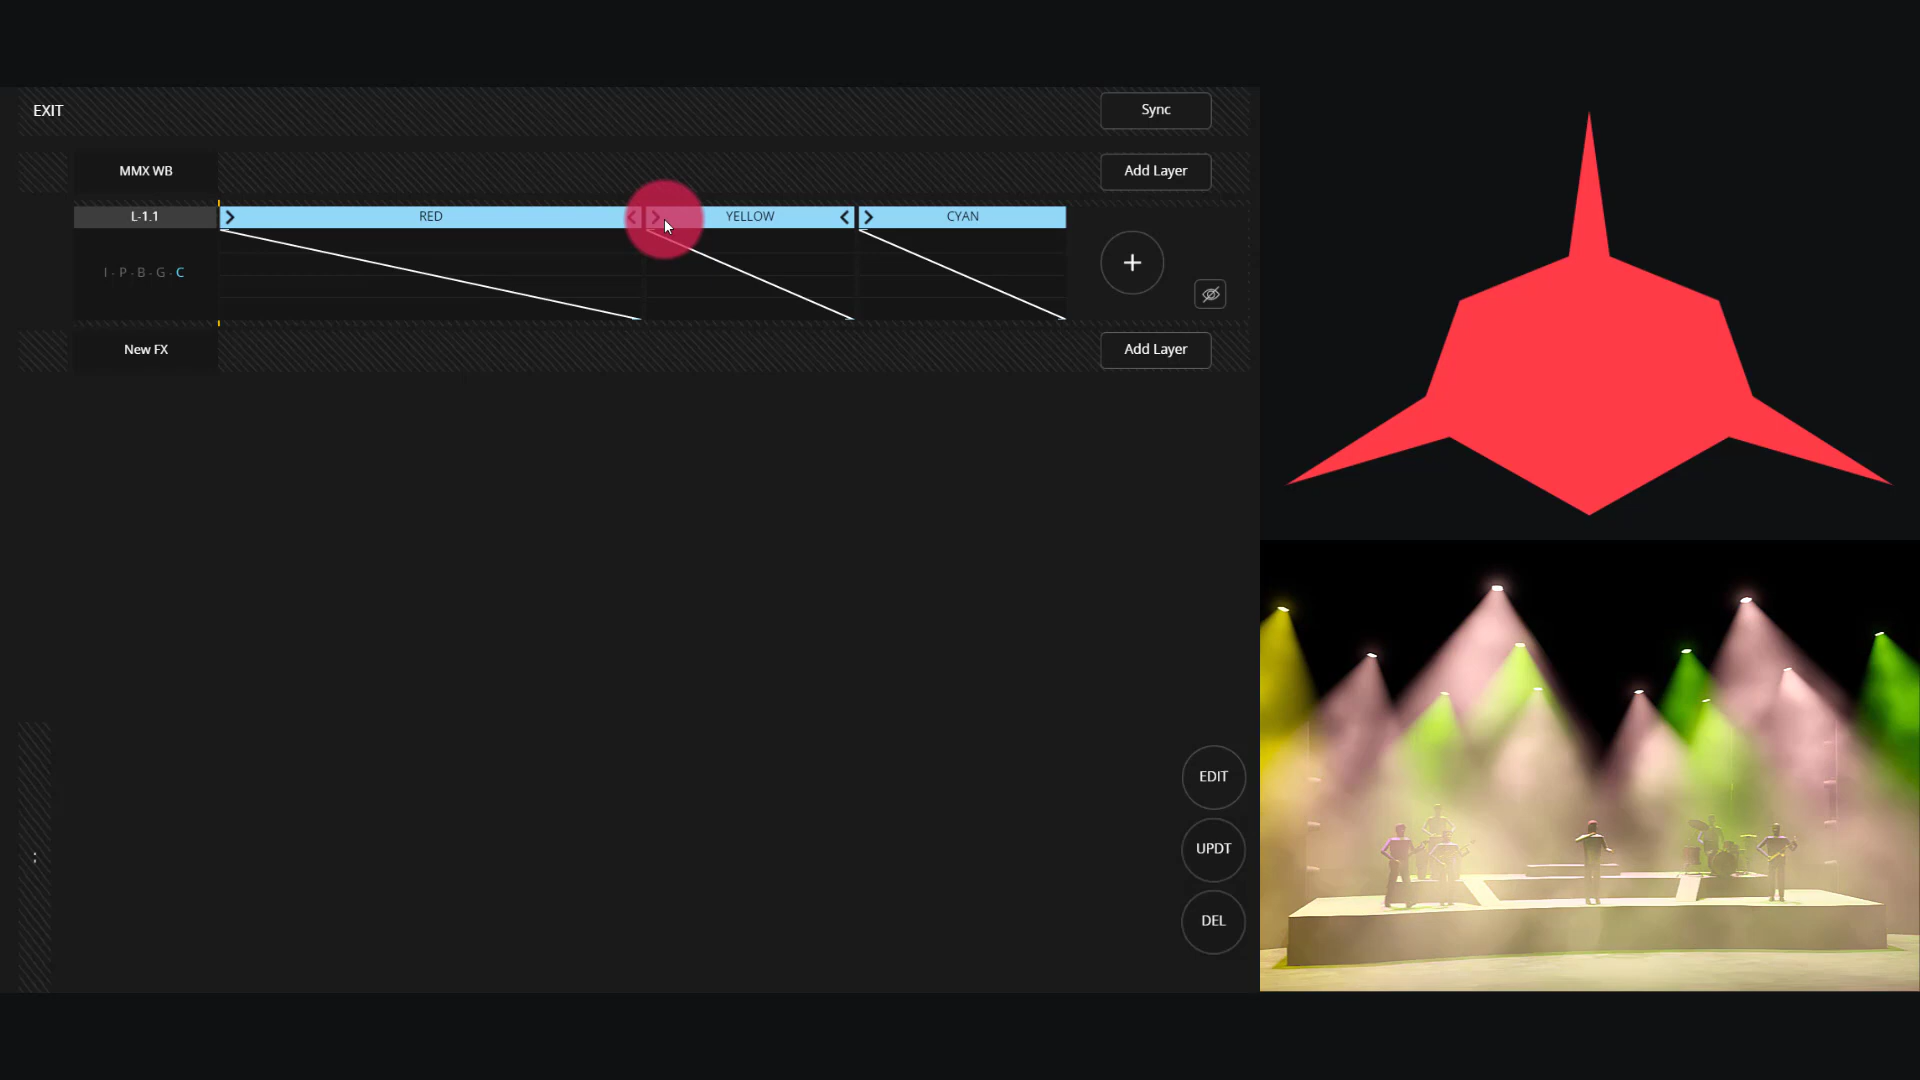 EXIT
Sync
MMX WB
Add Layer
L-1.1
RED
YELLOW
CYAN
I - P - B - G - C
+
New FX
Add Layer
EDIT
:
UPDT
DEL